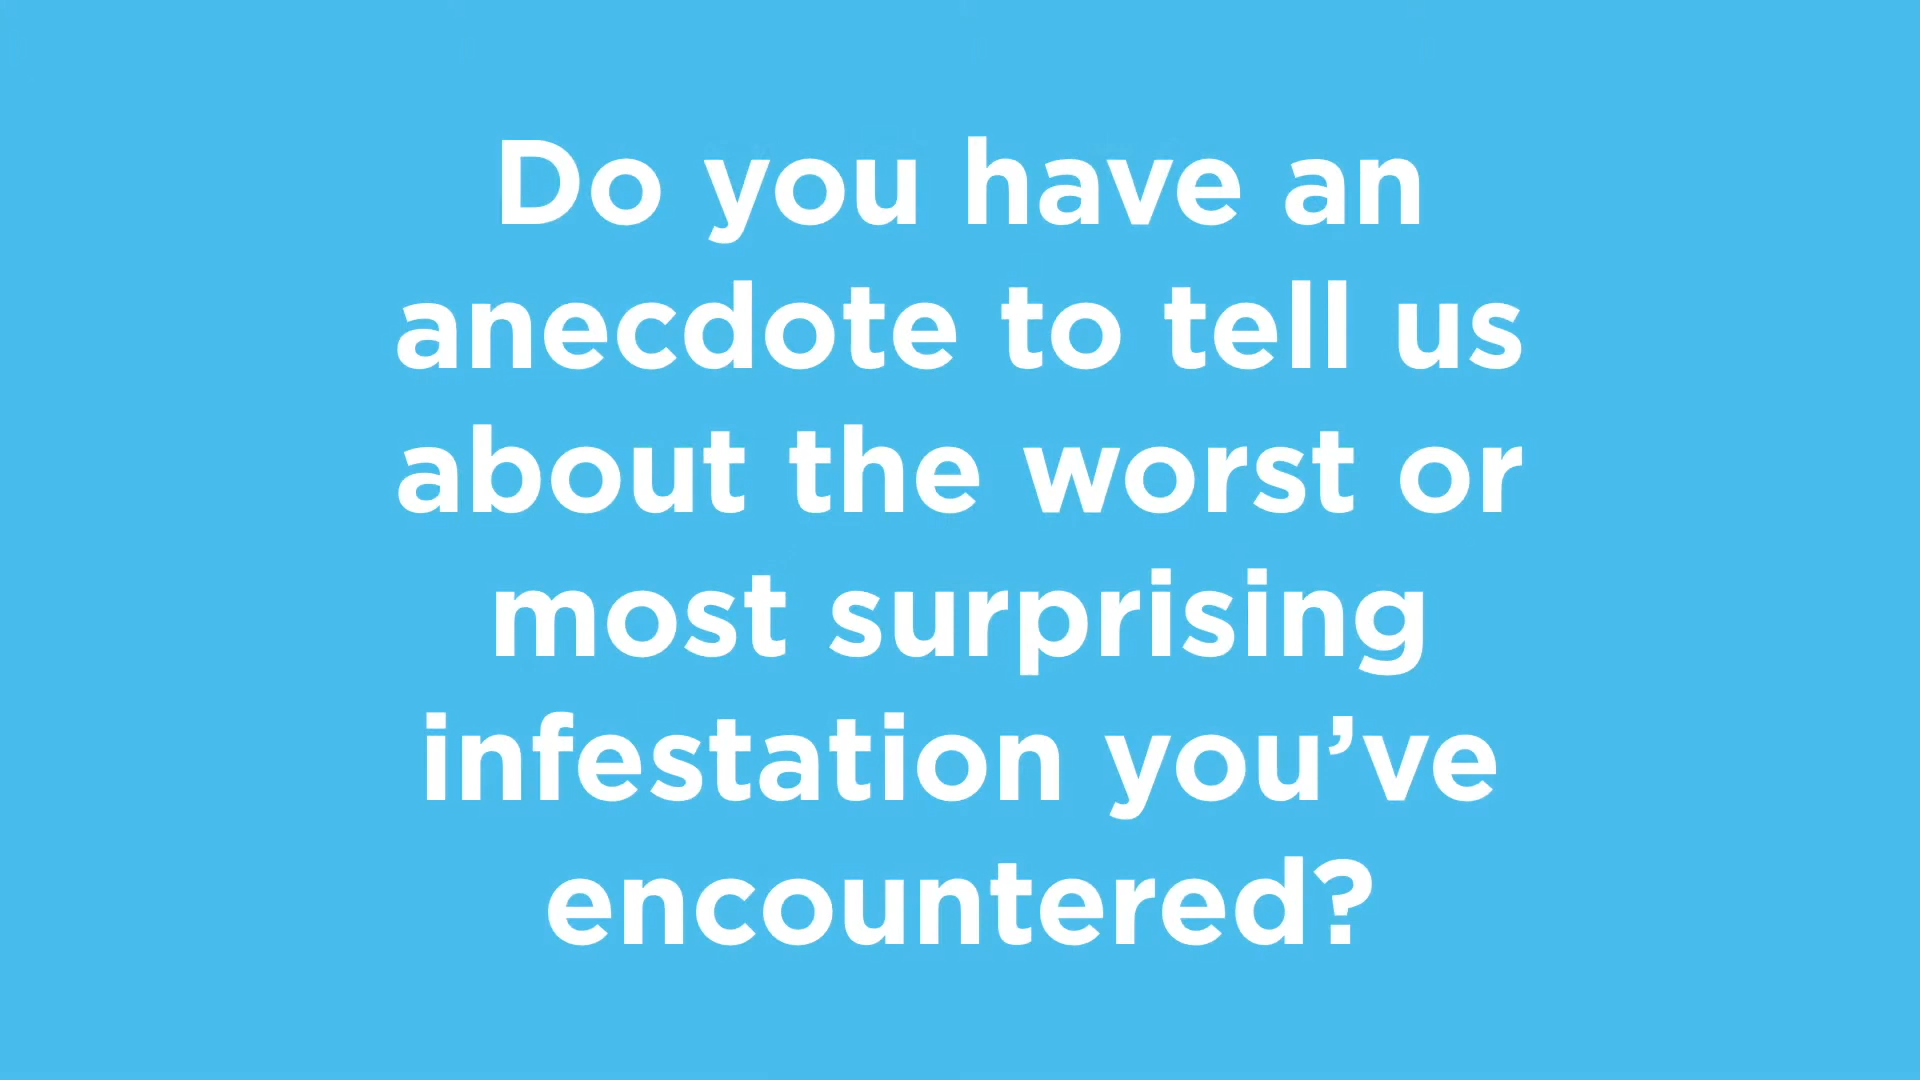 Do you have an
anecdote to tell us
about the worst or
most surprising
infestation you’ve
encountered?